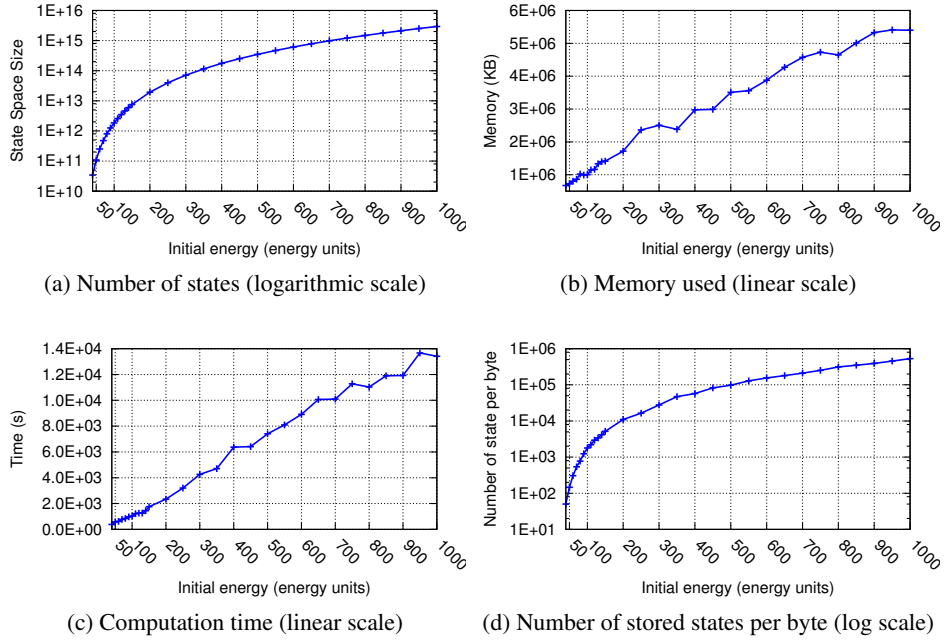 1E+16
1E+15
1E+14
1E+13
1E+12
1E+11
1E+10
State Space Size
50 100 200 300 400 500 600 700 800 900 1000
Initial energy (energy units)
(a) Number of states (logarithmic scale)
6E+06
5E+06
4E+06
3E+06
2E+06
1E+06
Memory (KB)
50 100 200 300 400 500 600 700 800 900 1000
Initial energy (energy units)
(b) Memory used (linear scale)
1.4E+04
1.2E+04
1.0E+04
8.0E+03
6.0E+03
4.0E+03
2.0E+03
0.0E+00
Time (s)
50 100 200 300 400 500 600 700 800 900 1000
Initial energy (energy units)
(c) Computation time (linear scale)
1E+06
1E+05
1E+04
1E+03
1E+02
1E+01
Number of state per byte
50 100 200 300 400 500 600 700 800 900 1000
Initial energy (energy units)
(d) Number of stored states per byte (log scale)